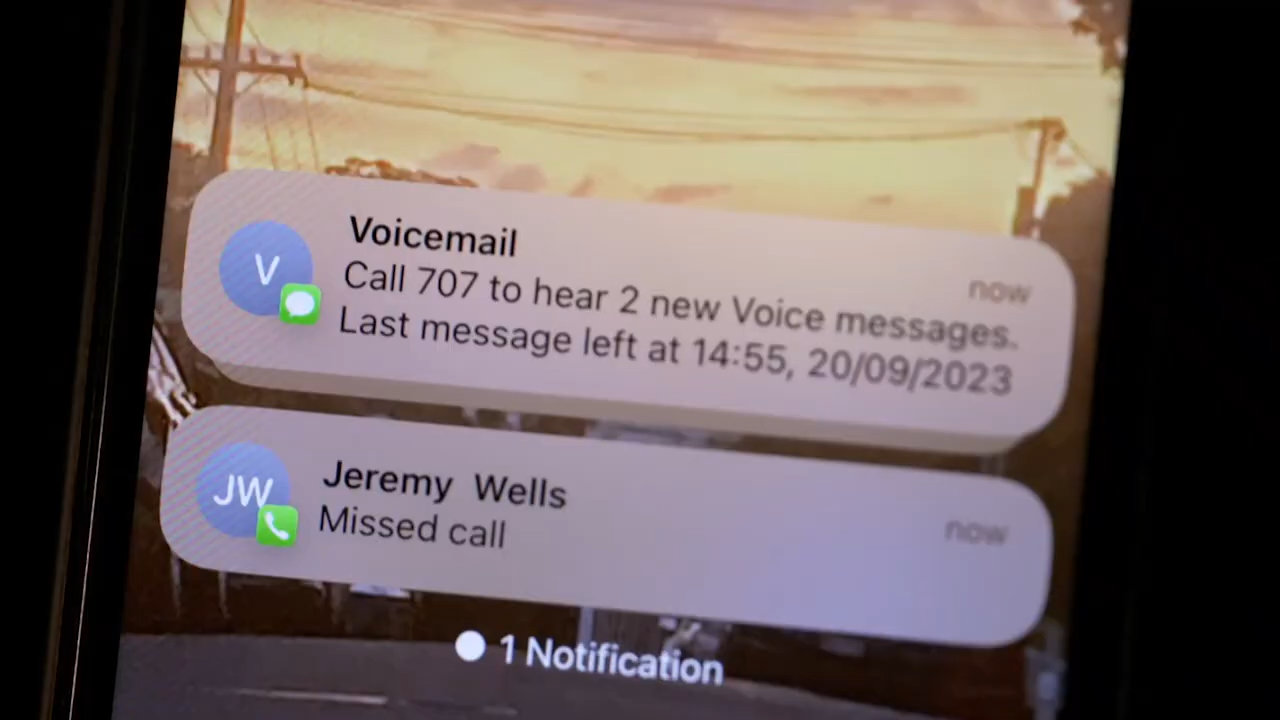 V
Voicemail
now
Call 707 to hear 2 new Voice messages.
Last message left at 14:55, 20/09/2023
JW
Jeremy Wells
now
Missed call
1 Notification